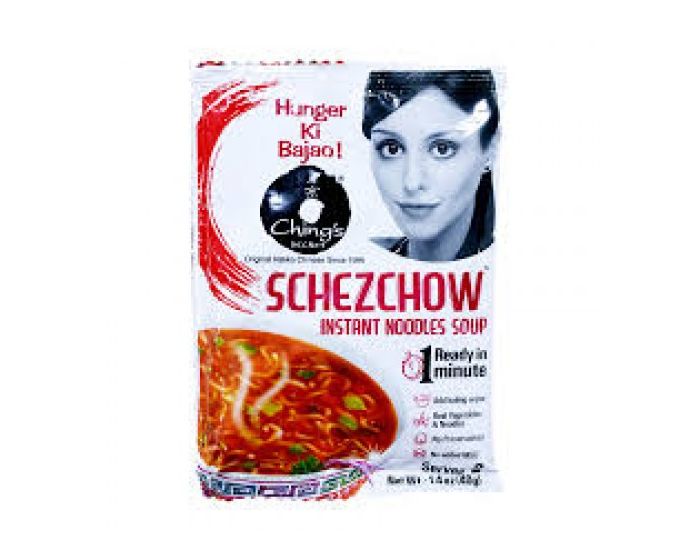 Hunger
Ki
Bajao!
Ching's
SECRET
Original Hakka Chinese Since 1996
SCHEZCHOW
INSTANT NOODLES SOUP
1 Ready in
minute
Real Vegetables
& Noodles
Serves 2
Net Wt. - 1.4 oz (40g)